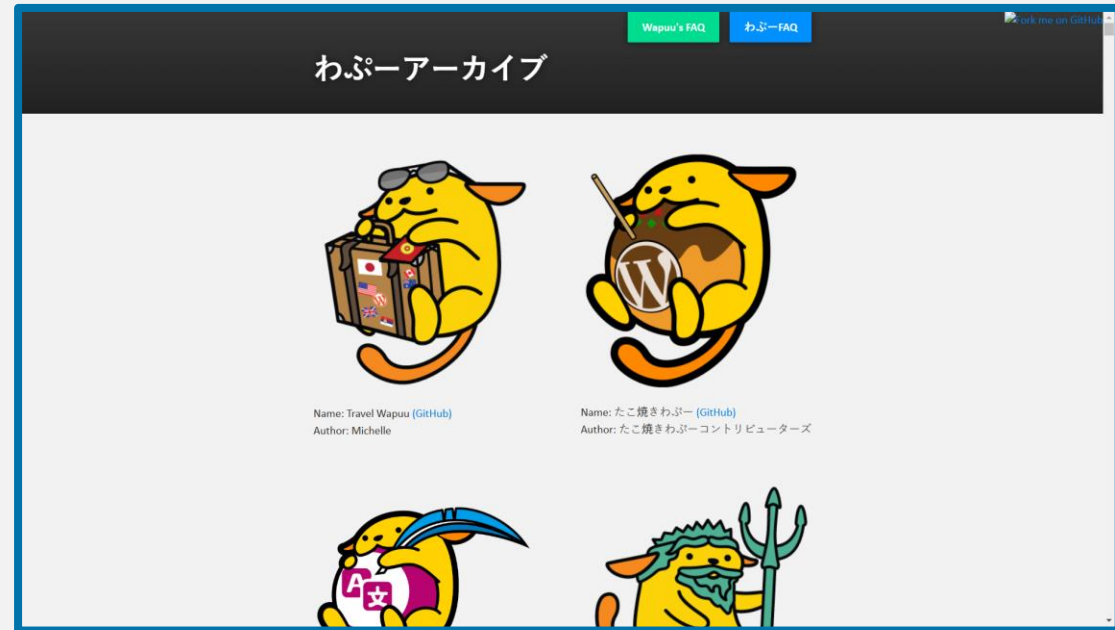 Wapuu's FAQ
わぷーFAQ
Fork me on GitHub
わぷーアーカイブ
W
Name: Travel Wapuu (GitHub)
Author: Michelle
Name: たこ焼きわぷー (GitHub)
Author: たこ焼きわぷーコントリビューターズ
A
文